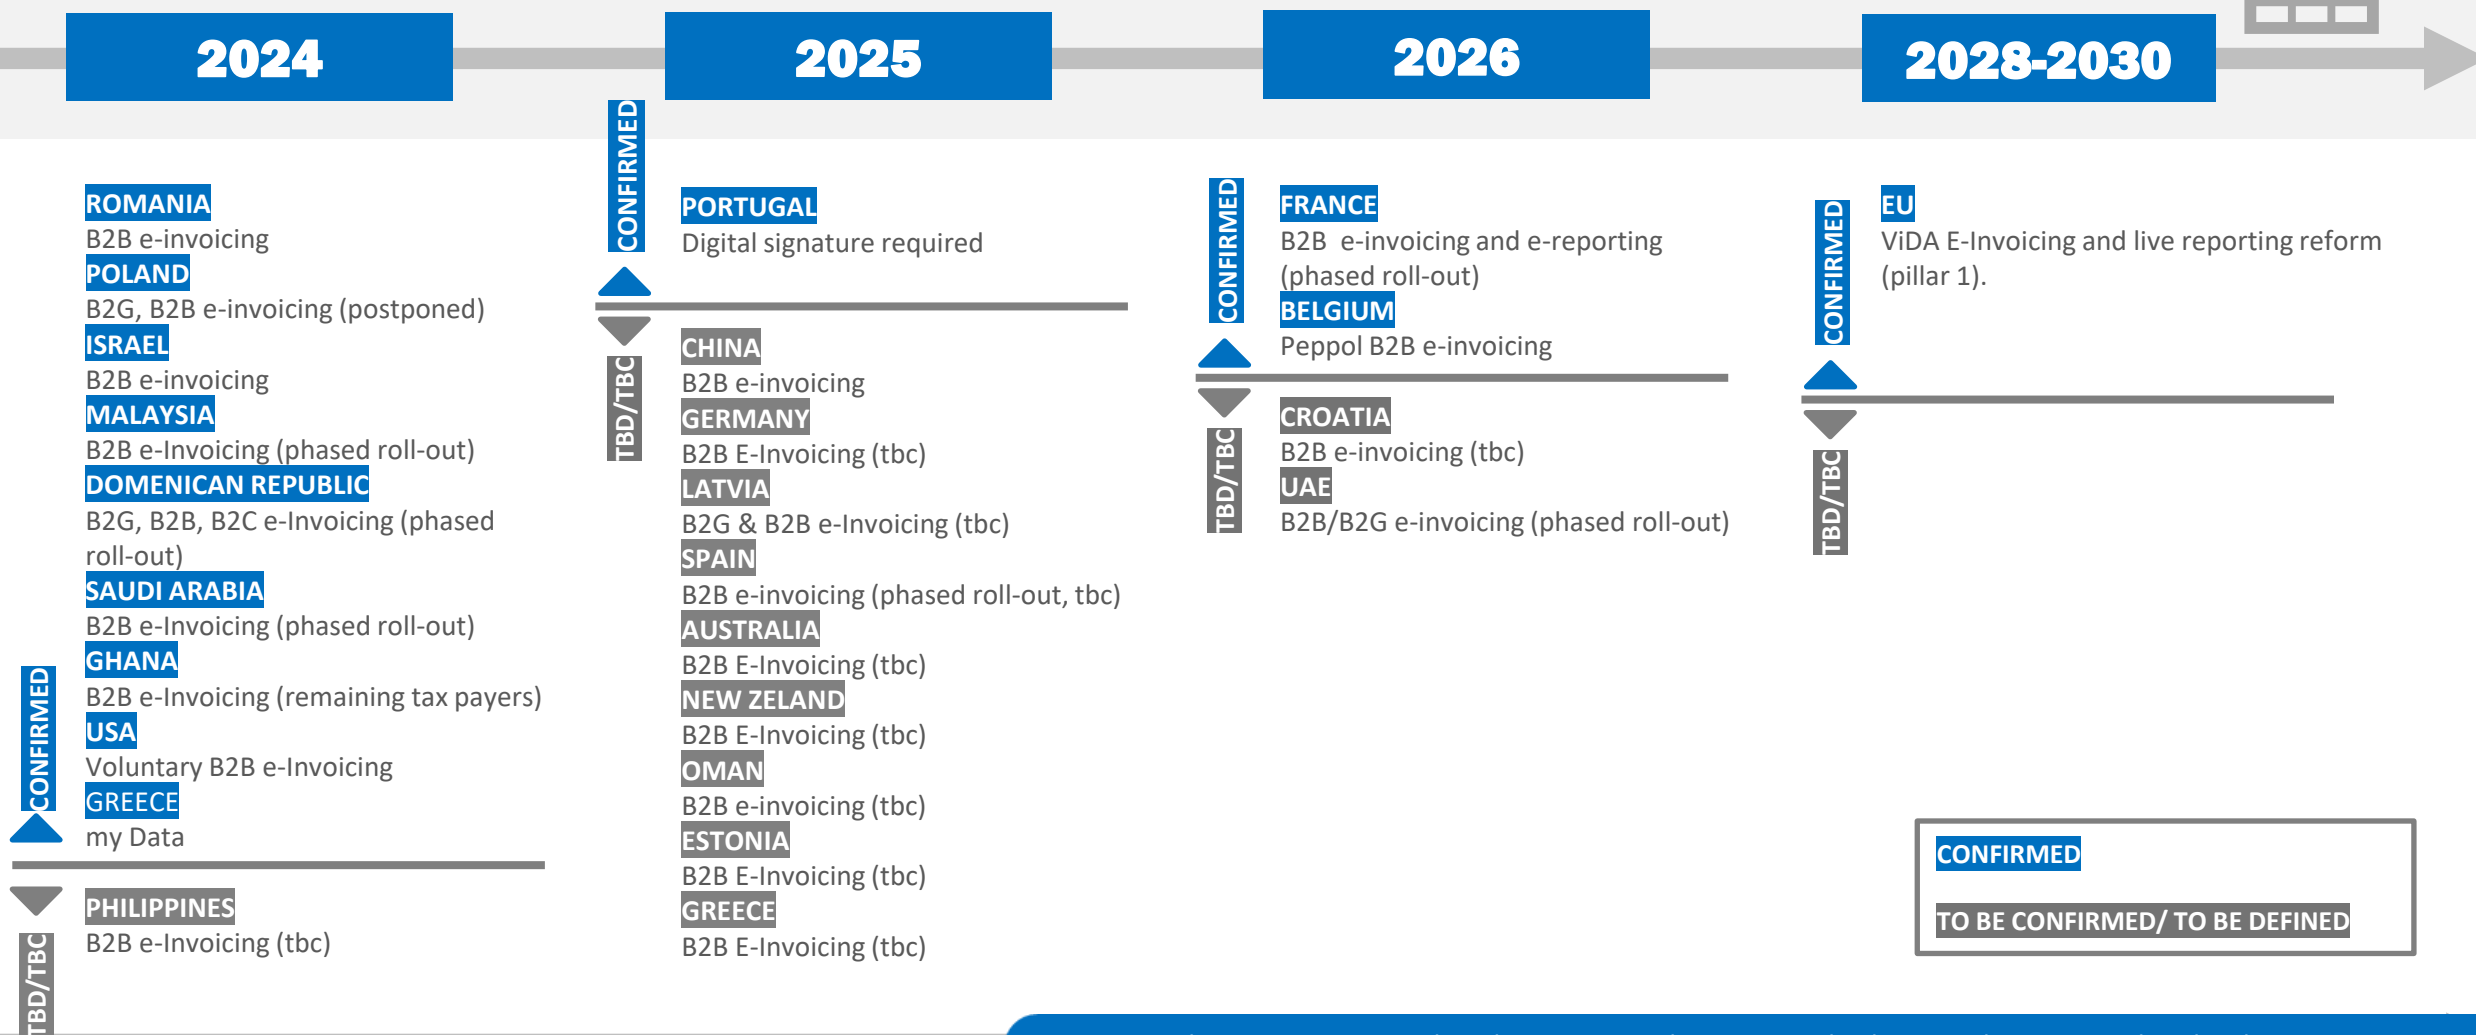 2024
2025
2026
2028-2030
CONFIRMED
ROMANIA
B2B e-invoicing
POLAND
B2G, B2B e-invoicing (postponed)
ISRAEL
B2B e-invoicing
MALAYSIA
B2B e-Invoicing (phased roll-out)
DOMENICAN REPUBLIC
B2G, B2B, B2C e-Invoicing (phased
roll-out)
SAUDI ARABIA
B2B e-Invoicing (phased roll-out)
GHANA
B2B e-Invoicing (remaining tax payers)
USA
Voluntary B2B e-Invoicing
GREECE
my Data
TBD/TBC
PHILIPPINES
B2B e-Invoicing (tbc)
CONFIRMED
PORTUGAL
Digital signature required
TBD/TBC
CHINA
B2B e-invoicing
GERMANY
B2B E-Invoicing (tbc)
LATVIA
B2G & B2B e-Invoicing (tbc)
SPAIN
B2B e-invoicing (phased roll-out, tbc)
AUSTRALIA
B2B E-Invoicing (tbc)
NEW ZELAND
B2B E-Invoicing (tbc)
OMAN
B2B e-invoicing (tbc)
ESTONIA
B2B E-Invoicing (tbc)
GREECE
B2B E-Invoicing (tbc)
CONFIRMED
FRANCE
B2B  e-invoicing and e-reporting
(phased roll-out)
BELGIUM
Peppol B2B e-invoicing
TBD/TBC
CROATIA
B2B e-invoicing (tbc)
UAE
B2B/B2G e-invoicing (phased roll-out)
CONFIRMED
EU
ViDA E-Invoicing and live reporting reform
(pillar 1).
TBD/TBC
CONFIRMED
TO BE CONFIRMED/ TO BE DEFINED